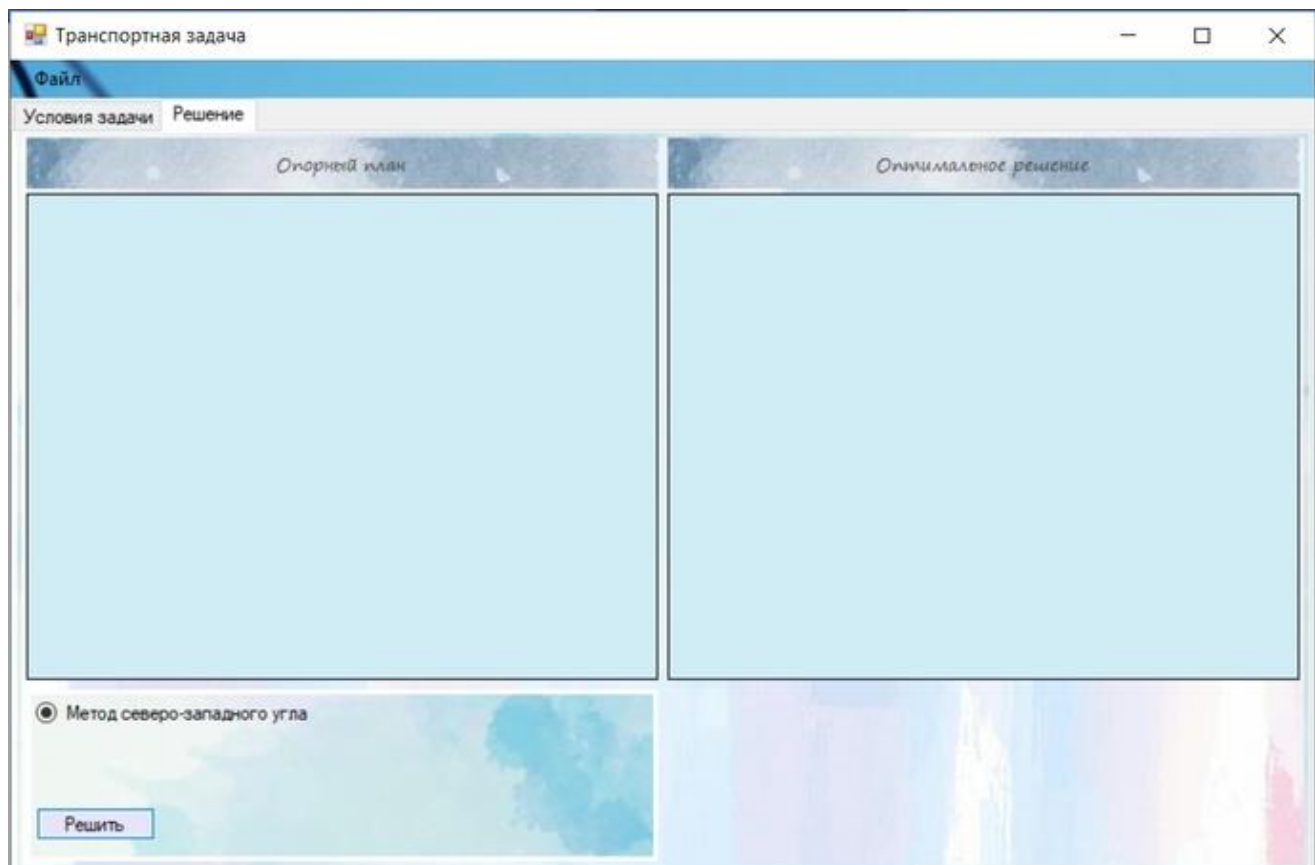 Транспортная задача
Файл
Условия задачи Решение
Опорный план
Оптимальное решение
Метод северо-западного угла
Решить